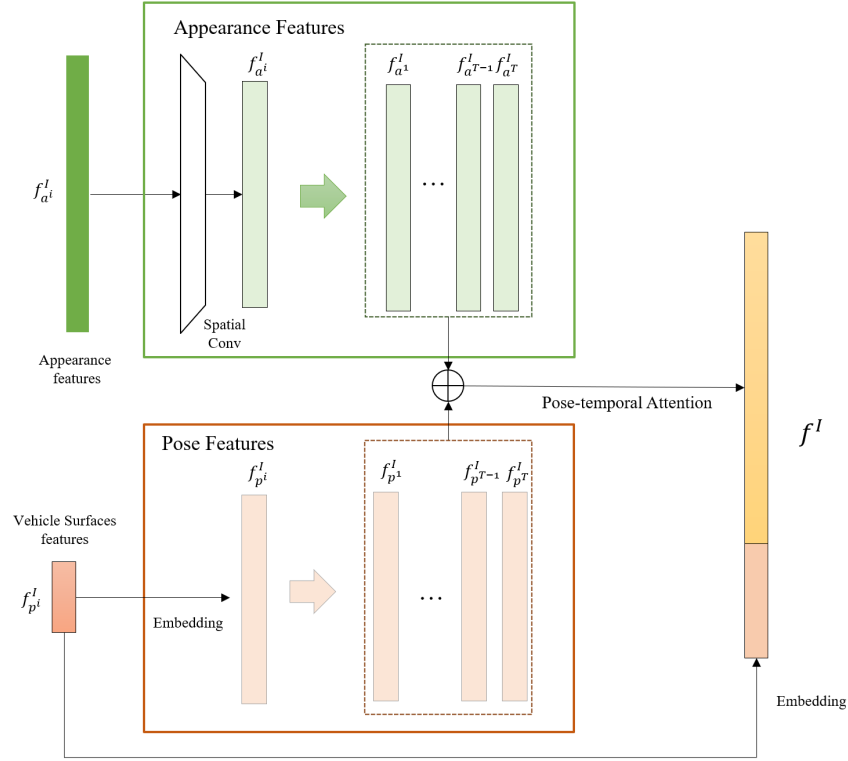 Appearance Features
f_{a^i}^I
f_{a^1}^I
f_{a^{T-1}}^I f_{a^T}^I
...
f_{a^i}^I
Spatial
Conv
Appearance
features
Pose-temporal Attention
f^I
Pose Features
f_{p^i}^I
f_{p^1}^I
f_{p^{T-1}}^I f_{p^T}^I
Vehicle Surfaces
features
f_{p^i}^I
...
Embedding
Embedding